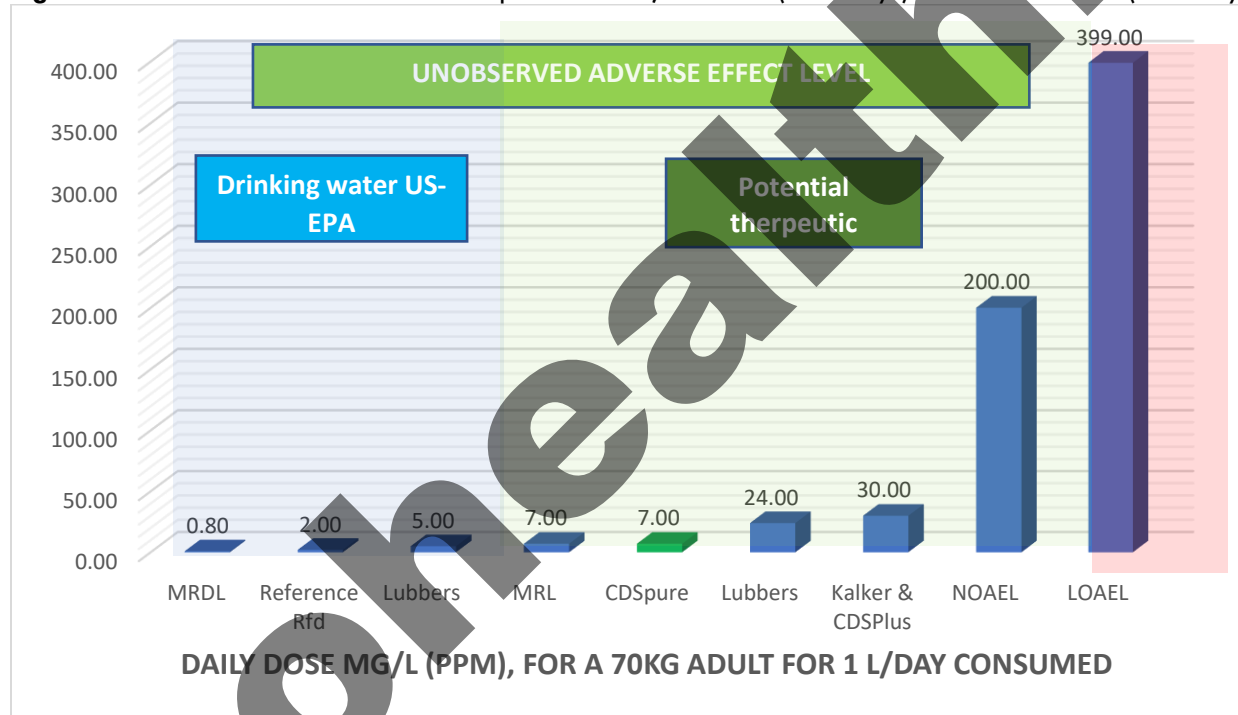 400.00
350.00
300.00
250.00
200.00
150.00
100.00
50.00
0.00
UNOBSERVED ADVERSE EFFECT LEVEL
Drinking water US-
EPA
Potential
therpeutic
0.80
2.00
5.00
7.00
7.00
24.00
30.00
200.00
399.00
MRDL
Reference
Rfd
Lubbers
MRL
CDSpure
Lubbers
Kalker &
CDSPlus
NOAEL
LOAEL
DAILY DOSE MG/L (PPM), FOR A 70KG ADULT FOR 1 L/DAY CONSUMED